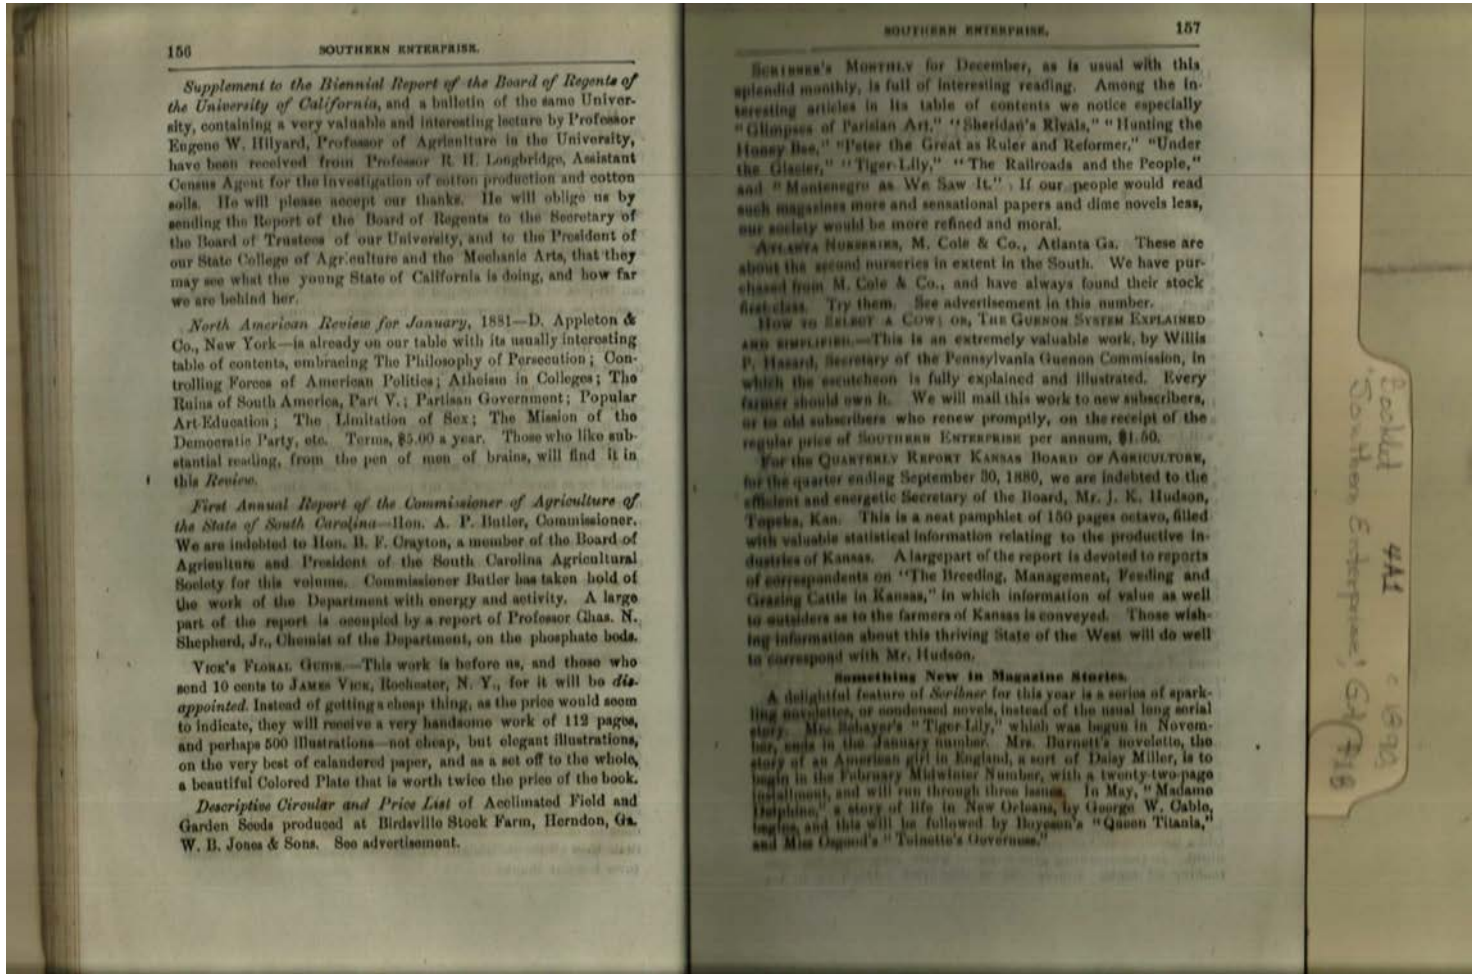 156
SOUTHERN ENTERPRISE.
Supplement to the Biennial Report of the Board of Regents of
the University of California, and a bulletin of the same Univer-
sity, containing a very valuable and interesting lecture by Professor
Eugene W. Hilyard, Professor of Agriculture in the University,
have been received from Professor R. H. Longbridge, Assistant
Census Agent for the investigation of cotton production and cotton
soils. He will please accept our thanks. He will oblige us by
sending the Report of the Board of Regents to the Secretary of
the Board of Trustees of our University, and to the President of
our State College of Agriculture and the Mechanic Arts, that they
may see what the young State of California is doing, and how far
we are behind her.
North American Review for January, 1881—D. Appleton &
Co., New York—is already on our table with its usually interesting
table of contents, embracing The Philosophy of Persecution; Con-
trolling Forces of American Politics; Atheism in Colleges; The
Ruins of South America, Part V.; Partisan Government; Popular
Art-Education; The Limitation of Sex; The Mission of the
Democratic Party, etc. Terms, $5.00 a year. Those who like sub-
stantial reading, from the pen of men of brains, will find it in
this Review.
First Annual Report of the Commissioner of Agriculture of
the State of South Carolina—Hon. A. P. Butler, Commissioner.
We are indebted to Hon. B. F. Crayton, a member of the Board of
Agriculture and President of the South Carolina Agricultural
Society for this volume. Commissioner Butler has taken hold of
the work of the Department with energy and activity. A large
part of the report is occupied by a report of Professor Chas. N.
Shepherd, Jr., Chemist of the Department, on the phosphate beds.
VICK'S FLORAL GUIDE.—This work is before us, and those who
send 10 cents to JAMES VICK, Rochester, N. Y., for it will be dis-
appointed. Instead of getting a cheap thing, as the price would seem
to indicate, they will receive a very handsome work of 112 pages,
and perhaps 500 illustrations—not cheap, but elegant illustrations,
on the very best of calandered paper, and as a set off to the whole,
a beautiful Colored Plate that is worth twice the price of the book.
Descriptive Circular and Price List of Acclimated Field and
Garden Seeds produced at Birdsville Stock Farm, Herndon, Ga.
W. B. Jones & Sons. See advertisement.
SOUTHERN ENTERPRISE.
157
SCRIBNER'S MONTHLY for December, as is usual with this
splendid monthly, is full of interesting reading. Among the in-
teresting articles in its table of contents we notice especially
"Glimpses of Parisian Art," "Sheridan's Rivals," "Hunting the
Honey Bee," "Peter the Great as Ruler and Reformer," "Under
the Glacier," "Tiger-Lily," "The Railroads and the People,"
and "Montenegro as We Saw It." If our people would read
such magazines more and sensational papers and dime novels less,
our society would be more refined and moral.
ATLANTA NURSERIES, M. Cole & Co., Atlanta Ga. These are
about the second nurseries in extent in the South. We have pur-
chased from M. Cole & Co., and have always found their stock
first-class. Try them. See advertisement in this number.
HOW TO SELECT A COW; OR, THE GUENON SYSTEM EXPLAINED
AND SIMPLIFIED.—This is an extremely valuable work, by Willis
P. Hazard, Secretary of the Pennsylvania Guenon Commission, in
which the escutcheon is fully explained and illustrated. Every
farmer should own it. We will mail this work to new subscribers,
or to old subscribers who renew promptly, on the receipt of the
regular price of SOUTHERN ENTERPRISE per annum, $1.50.
For the QUARTERLY REPORT KANSAS BOARD OF AGRICULTURE,
for the quarter ending September 30, 1880, we are indebted to the
efficient and energetic Secretary of the Board, Mr. J. K. Hudson,
Topeka, Kan. This is a neat pamphlet of 150 pages octavo, filled
with valuable statistical information relating to the productive in-
dustries of Kansas. A largepart of the report is devoted to reports
of correspondents on "The Breeding, Management, Feeding and
Grazing Cattle in Kansas," in which information of value as well
to outsiders as to the farmers of Kansas is conveyed. Those wish-
ing information about this thriving State of the West will do well
to correspond with Mr. Hudson.
Something New in Magazine Stories.
A delightful feature of Scribner for this year is a series of spark-
ling novelettes, or condensed novels, instead of the usual long serial
story. Mrs. Schayer's "Tiger-Lily," which was begun in Novem-
ber, ends in the January number. Mrs. Burnett's novelette, the
story of an American girl in England, a sort of Daisy Miller, is to
begin in the February Midwinter Number, with a twenty-two-page
installment, and will run through three issues. In May, "Madame
Delphine," a story of life in New Orleans, by George W. Cable,
begins, and this will be followed by Boyesen's "Queen Titania,"
and Miss Osgood's "Toinette's Governess."
Booklet 4A1 c 1890
"Southern Enterprise", GA